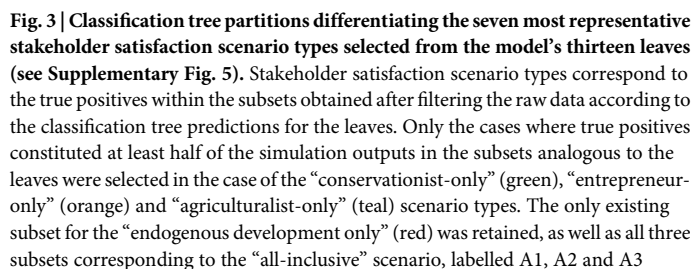 Fig. 3 | Classification tree partitions differentiating the seven most representative
stakeholder satisfaction scenario types selected from the model's thirteen leaves
(see Supplementary Fig. 5). Stakeholder satisfaction scenario types correspond to
the true positives within the subsets obtained after filtering the raw data according to
the classification tree predictions for the leaves. Only the cases where true positives
constituted at least half of the simulation outputs in the subsets analogous to the
leaves were selected in the case of the “conservationist-only” (green), “entrepreneur-
only” (orange) and “agriculturalist-only” (teal) scenario types. The only existing
subset for the “endogenous development only” (red) was retained, as well as all three
subsets corresponding to the “all-inclusive” scenario, labelled A1, A2 and A3